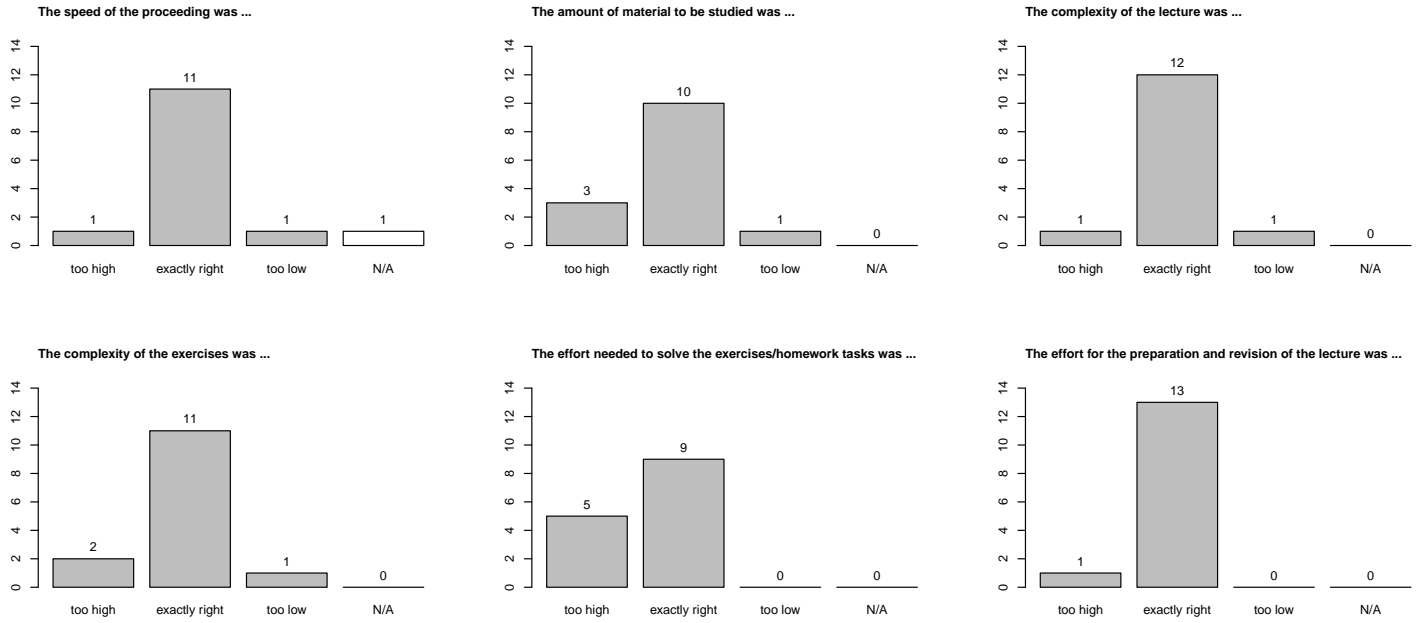 The speed of the proceeding was ...
14
12
10
8
6
4
2
0
1
11
1
1
too high
exactly right
too low
N/A
The amount of material to be studied was ...
14
12
10
8
6
4
2
0
3
10
1
0
too high
exactly right
too low
N/A
The complexity of the lecture was ...
14
12
10
8
6
4
2
0
1
12
1
0
too high
exactly right
too low
N/A
The complexity of the exercises was ...
14
12
10
8
6
4
2
0
2
11
1
0
too high
exactly right
too low
N/A
The effort needed to solve the exercises/homework tasks was ...
14
12
10
8
6
4
2
0
5
9
0
0
too high
exactly right
too low
N/A
The effort for the preparation and revision of the lecture was ...
14
12
10
8
6
4
2
0
1
13
0
0
too high
exactly right
too low
N/A